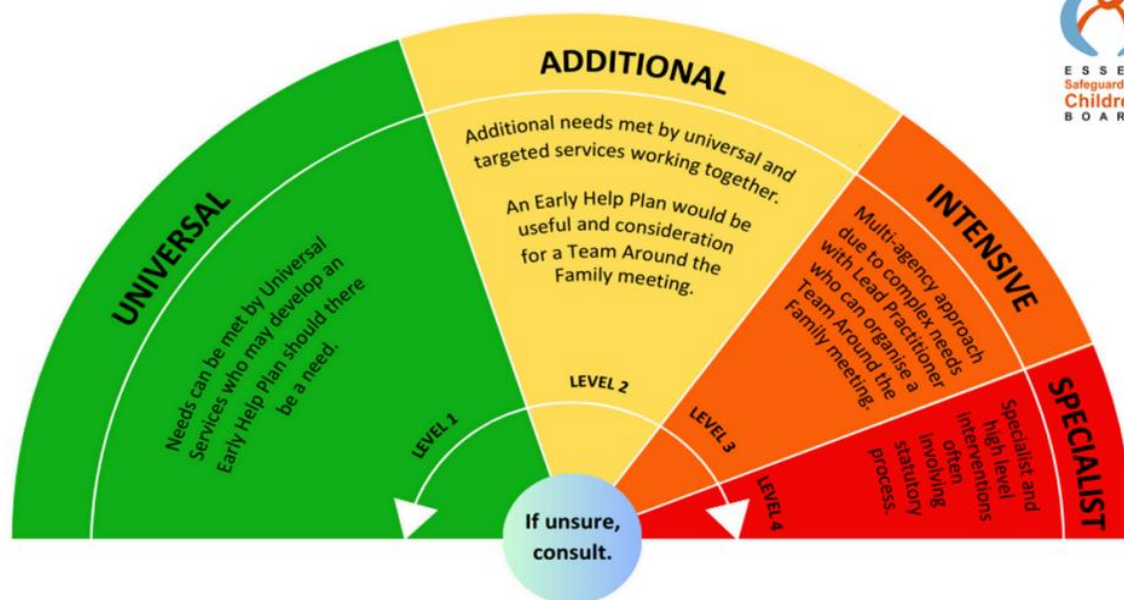 UNIVERSAL
Needs can be met by Universal
Services who may develop an
Early Help Plan should there
be a need.
LEVEL 1
ADDITIONAL
Additional needs met by universal and
targeted services working together.
An Early Help Plan would be
useful and consideration
for a Team Around the
Family meeting.
LEVEL 2
INTENSIVE
Multi-agency approach
due to complex needs
with Lead Practitioner
who can organise a
Team Around the
Family meeting.
LEVEL 3
SPECIALIST
Specialist and
high level
interventions
often
involving
statutory
process.
LEVEL 4
If unsure,
consult.